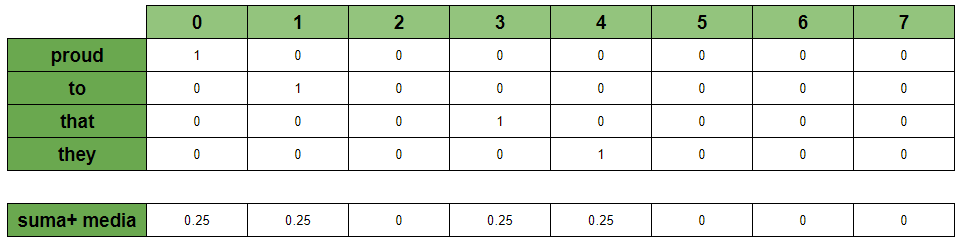 0 1 2 3 4 5 6 7
proud 1 0 0 0 0 0 0 0
to 0 1 0 0 0 0 0 0
that 0 0 0 1 0 0 0 0
they 0 0 0 0 1 0 0 0
suma+ media 0.25 0.25 0 0.25 0.25 0 0 0